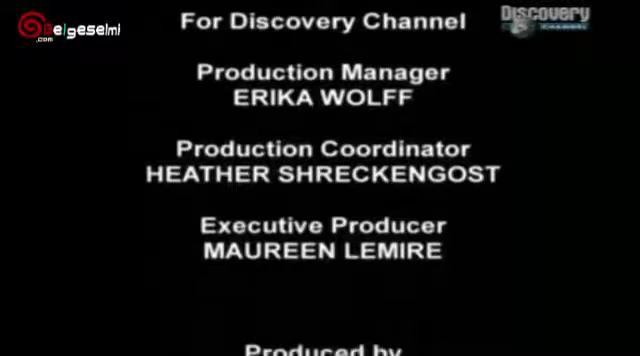 Belgeselmi
.com
Discovery
CHANNEL
For Discovery Channel
Production Manager
ERIKA WOLFF
Production Coordinator
HEATHER SHRECKENGOST
Executive Producer
MAUREEN LEMIRE
Produced by